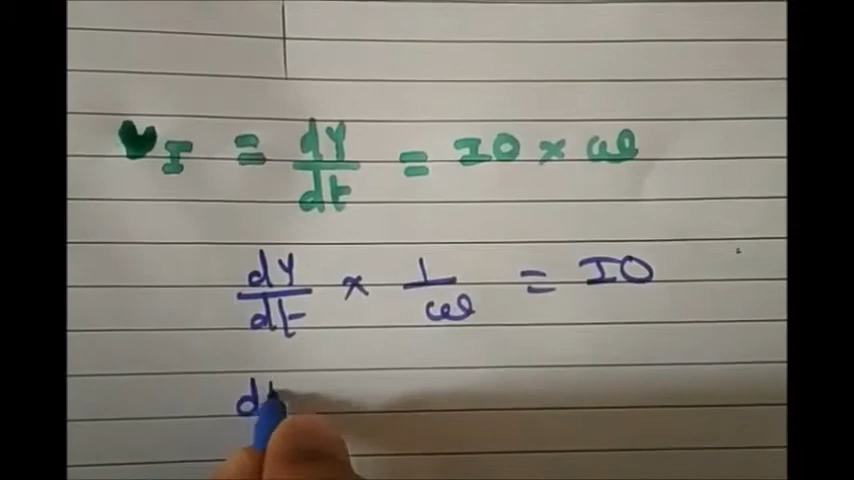 v_I = dy/dt = IO × ω
dy/dt × 1/ω = IO
d